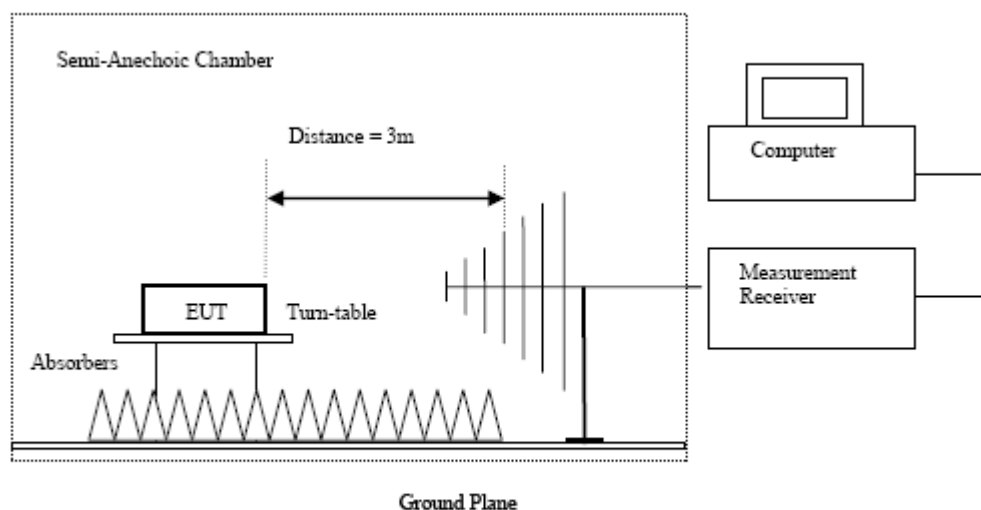 Semi-Anechoic Chamber
Distance = 3m
Computer
Measurement
Receiver
EUT
Turn-table
Absorbers
Ground Plane